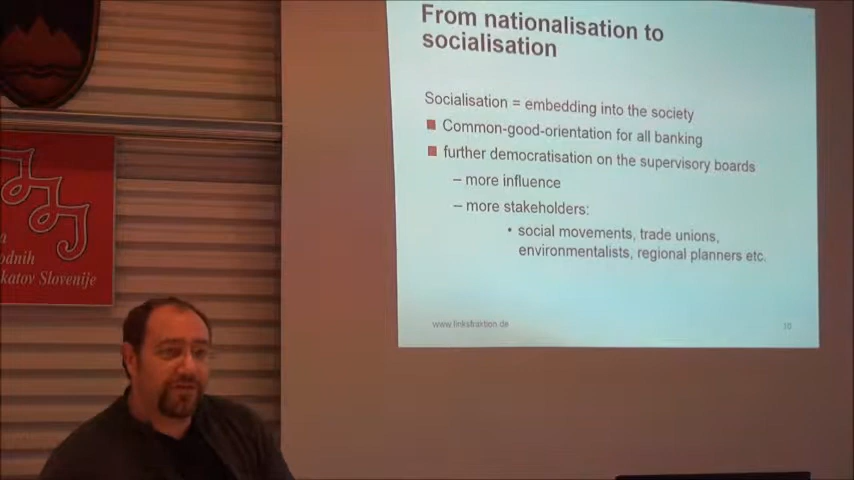 From nationalisation to
socialisation
Socialisation = embedding into the society
Common-good-orientation for all banking
further democratisation on the supervisory boards
– more influence
– more stakeholders:
• social movements, trade unions,
environmentalists, regional planners etc.
www.linksfraktion.de
10
Slovenije